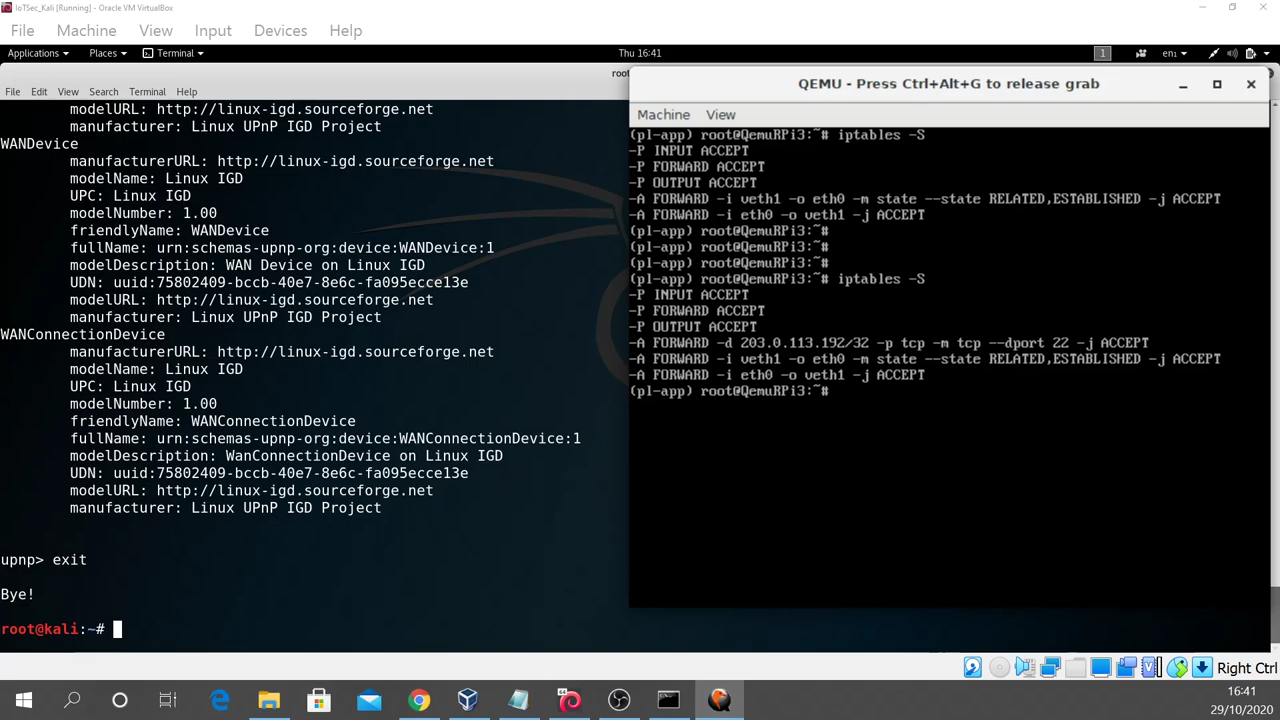 IoTSec_Kali [Running] - Oracle VM VirtualBox
File Machine View Input Devices Help
Applications Places Terminal Thu 16:41 1 en1
root
File Edit View Search Terminal Help
modelURL: http://linux-igd.sourceforge.net
manufacturer: Linux UPnP IGD Project
WANDevice
manufacturerURL: http://linux-igd.sourceforge.net
modelName: Linux IGD
UPC: Linux IGD
modelNumber: 1.00
friendlyName: WANDevice
fullName: urn:schemas-upnp-org:device:WANDevice:1
modelDescription: WAN Device on Linux IGD
UDN: uuid:75802409-bccb-40e7-8e6c-fa095ecce13e
modelURL: http://linux-igd.sourceforge.net
manufacturer: Linux UPnP IGD Project
WANConnectionDevice
manufacturerURL: http://linux-igd.sourceforge.net
modelName: Linux IGD
UPC: Linux IGD
modelNumber: 1.00
friendlyName: WANConnectionDevice
fullName: urn:schemas-upnp-org:device:WANConnectionDevice:1
modelDescription: WanConnectionDevice on Linux IGD
UDN: uuid:75802409-bccb-40e7-8e6c-fa095ecce13e
modelURL: http://linux-igd.sourceforge.net
manufacturer: Linux UPnP IGD Project
upnp> exit
Bye!
root@kali:~#
QEMU - Press Ctrl+Alt+G to release grab
Machine View
(pl-app) root@QemuRPi3:~# iptables -S
-P INPUT ACCEPT
-P FORWARD ACCEPT
-P OUTPUT ACCEPT
-A FORWARD -i veth1 -o eth0 -m state --state RELATED,ESTABLISHED -j ACCEPT
-A FORWARD -i eth0 -o veth1 -j ACCEPT
(pl-app) root@QemuRPi3:~#
(pl-app) root@QemuRPi3:~#
(pl-app) root@QemuRPi3:~#
(pl-app) root@QemuRPi3:~# iptables -S
-P INPUT ACCEPT
-P FORWARD ACCEPT
-P OUTPUT ACCEPT
-A FORWARD -d 203.0.113.192/32 -p tcp -m tcp --dport 22 -j ACCEPT
-A FORWARD -i veth1 -o eth0 -m state --state RELATED,ESTABLISHED -j ACCEPT
-A FORWARD -i eth0 -o veth1 -j ACCEPT
(pl-app) root@QemuRPi3:~#
Right Ctrl
16:41
29/10/2020